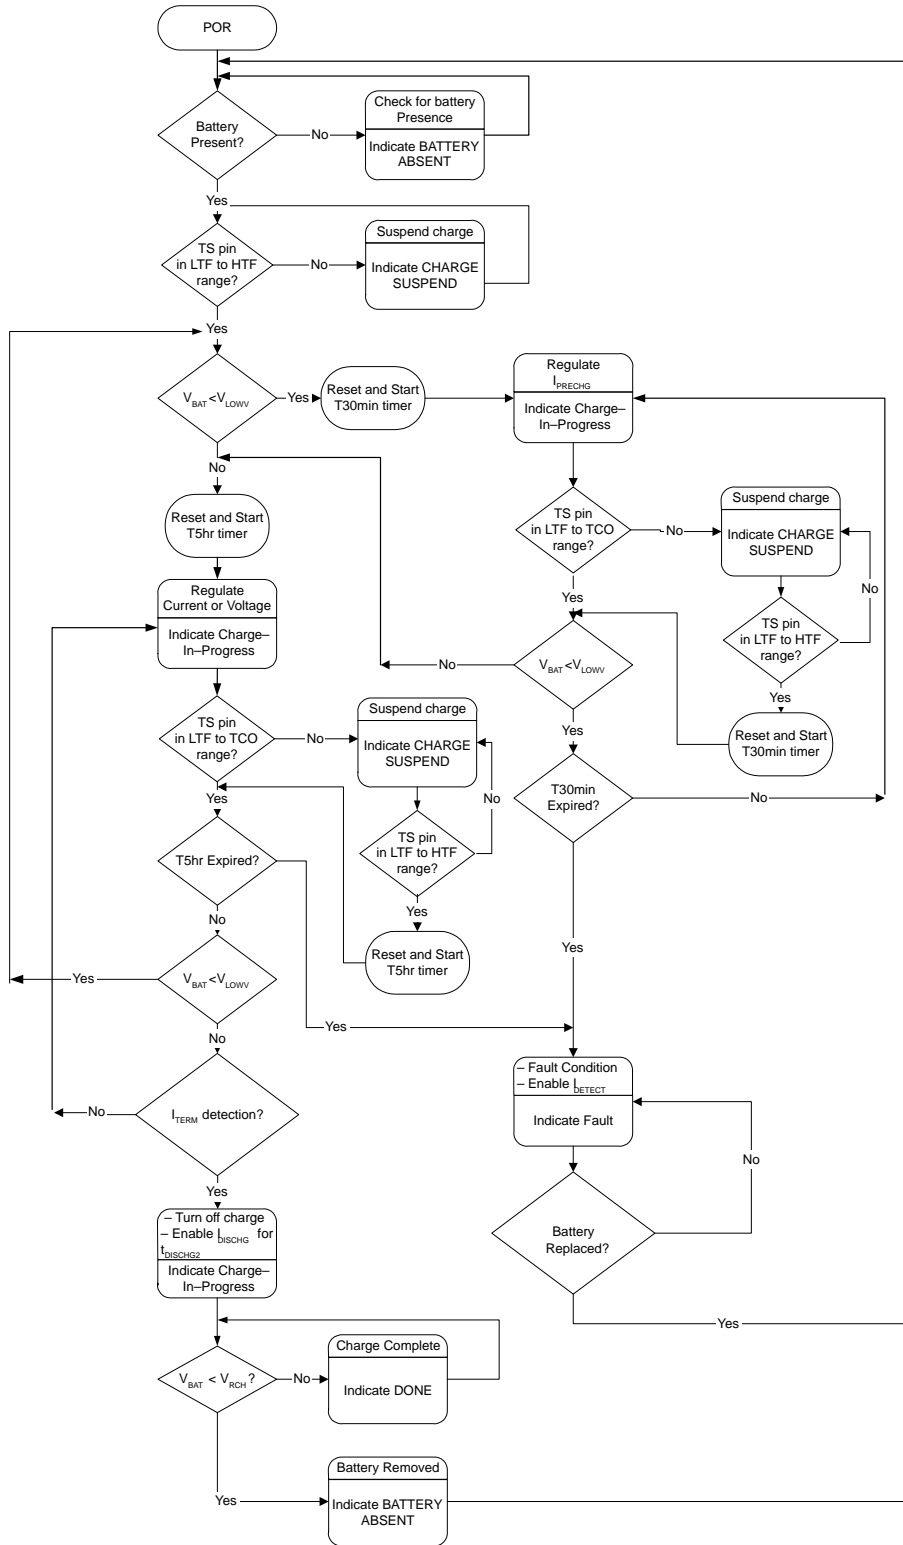 POR
Battery
Present?
No
Check for battery
Presence
Indicate BATTERY
ABSENT
Yes
TS pin
in LTF to HTF
range?
No
Suspend charge
Indicate CHARGE
SUSPEND
Yes
V_BAT <V_LOWV
Yes
Reset and Start
T30min timer
Regulate
I_PRECHG
Indicate Charge–
In–Progress
No
Reset and Start
T5hr timer
TS pin
in LTF to TCO
range?
No
Suspend charge
Indicate CHARGE
SUSPEND
No
Regulate
Current or Voltage
Indicate Charge–
In–Progress
Yes
TS pin
in LTF to HTF
range?
No
V_BAT <V_LOWV
Yes
Reset and Start
T30min timer
TS pin
in LTF to TCO
range?
No
Suspend charge
Indicate CHARGE
SUSPEND
No
Yes
T30min
Expired?
No
Yes
T5hr Expired?
TS pin
in LTF to HTF
range?
Yes
No
Reset and Start
T5hr timer
Yes
Yes
V_BAT <V_LOWV
No
Yes
– Fault Condition
– Enable I_DETECT
Indicate Fault
No
No
I_TERM detection?
Yes
Battery
Replaced?
Yes
– Turn off charge
– Enable I_DISCHG for
t_DISCHG2
Indicate Charge–
In–Progress
V_BAT < V_RCH ?
No
Charge Complete
Indicate DONE
Yes
Battery Removed
Indicate BATTERY
ABSENT